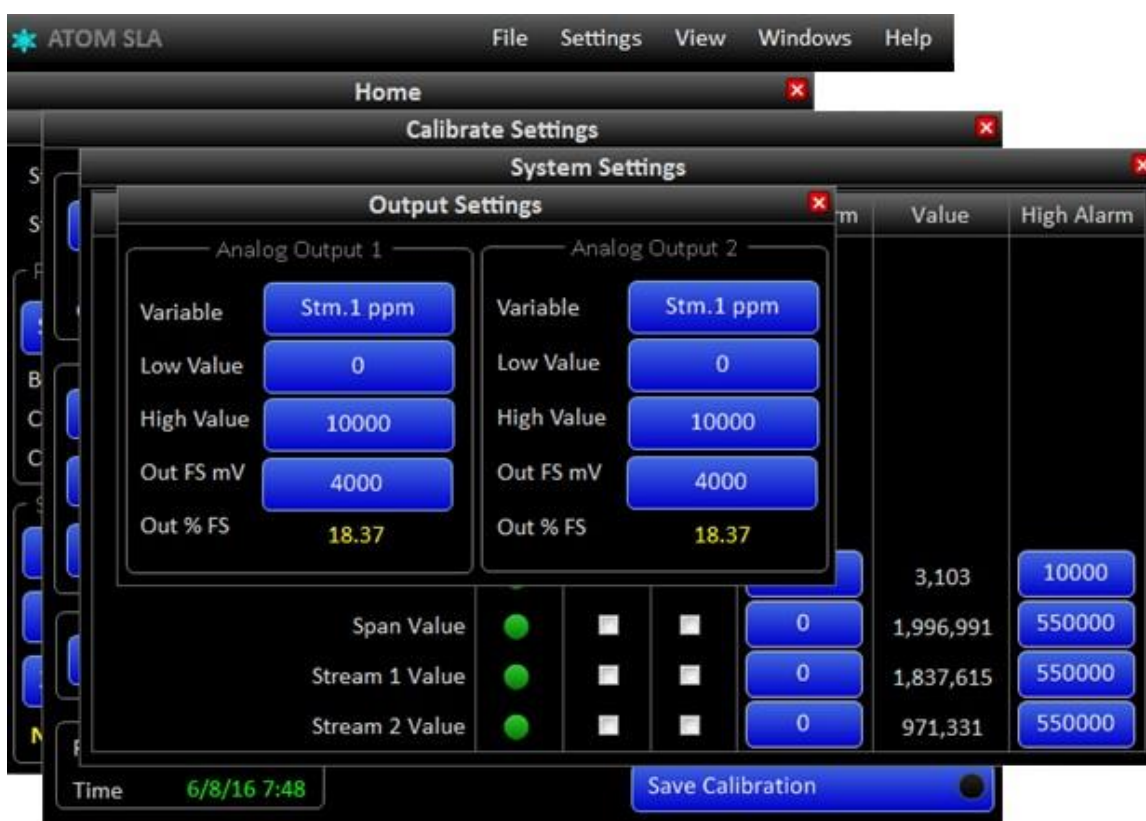 ATOM SLA File Settings View Windows Help
Home
Calibrate Settings
System Settings
Output Settings
Value High Alarm
Analog Output 1 Analog Output 2
Variable Stm.1 ppm Variable Stm.1 ppm
Low Value 0 Low Value 0
High Value 10000 High Value 10000
Out FS mV 4000 Out FS mV 4000
Out % FS 18.37 Out % FS 18.37
3,103 10000
Span Value 0 1,996,991 550000
Stream 1 Value 0 1,837,615 550000
Stream 2 Value 0 971,331 550000
Time 6/8/16 7:48 Save Calibration